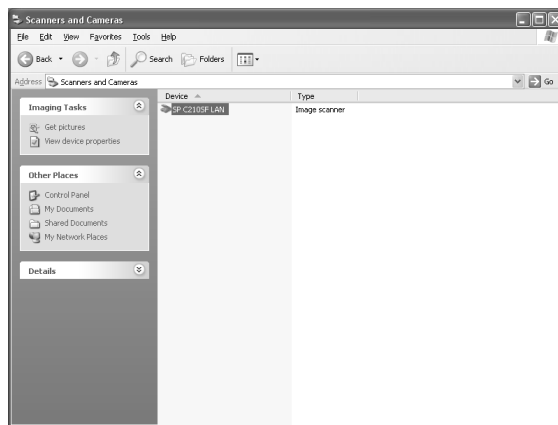 Scanners and Cameras
File Edit View Favorites Tools Help
Back Search Folders
Address Scanners and Cameras Go
Imaging Tasks
Get pictures
View device properties
Other Places
Control Panel
My Documents
Shared Documents
My Network Places
Details
Device Type
SP C210SF LAN Image scanner